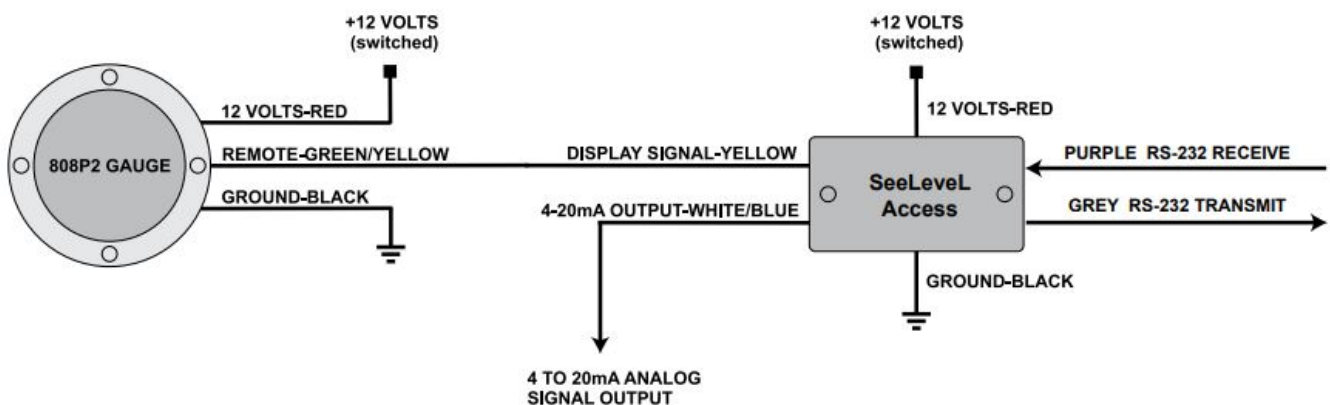 +12 VOLTS
(switched)
+12 VOLTS
(switched)
12 VOLTS-RED
12 VOLTS-RED
808P2 GAUGE
REMOTE-GREEN/YELLOW
DISPLAY SIGNAL-YELLOW
PURPLE RS-232 RECEIVE
SeeLeveL
Access
GROUND-BLACK
4-20mA OUTPUT-WHITE/BLUE
GREY RS-232 TRANSMIT
GROUND-BLACK
4 TO 20mA ANALOG
SIGNAL OUTPUT